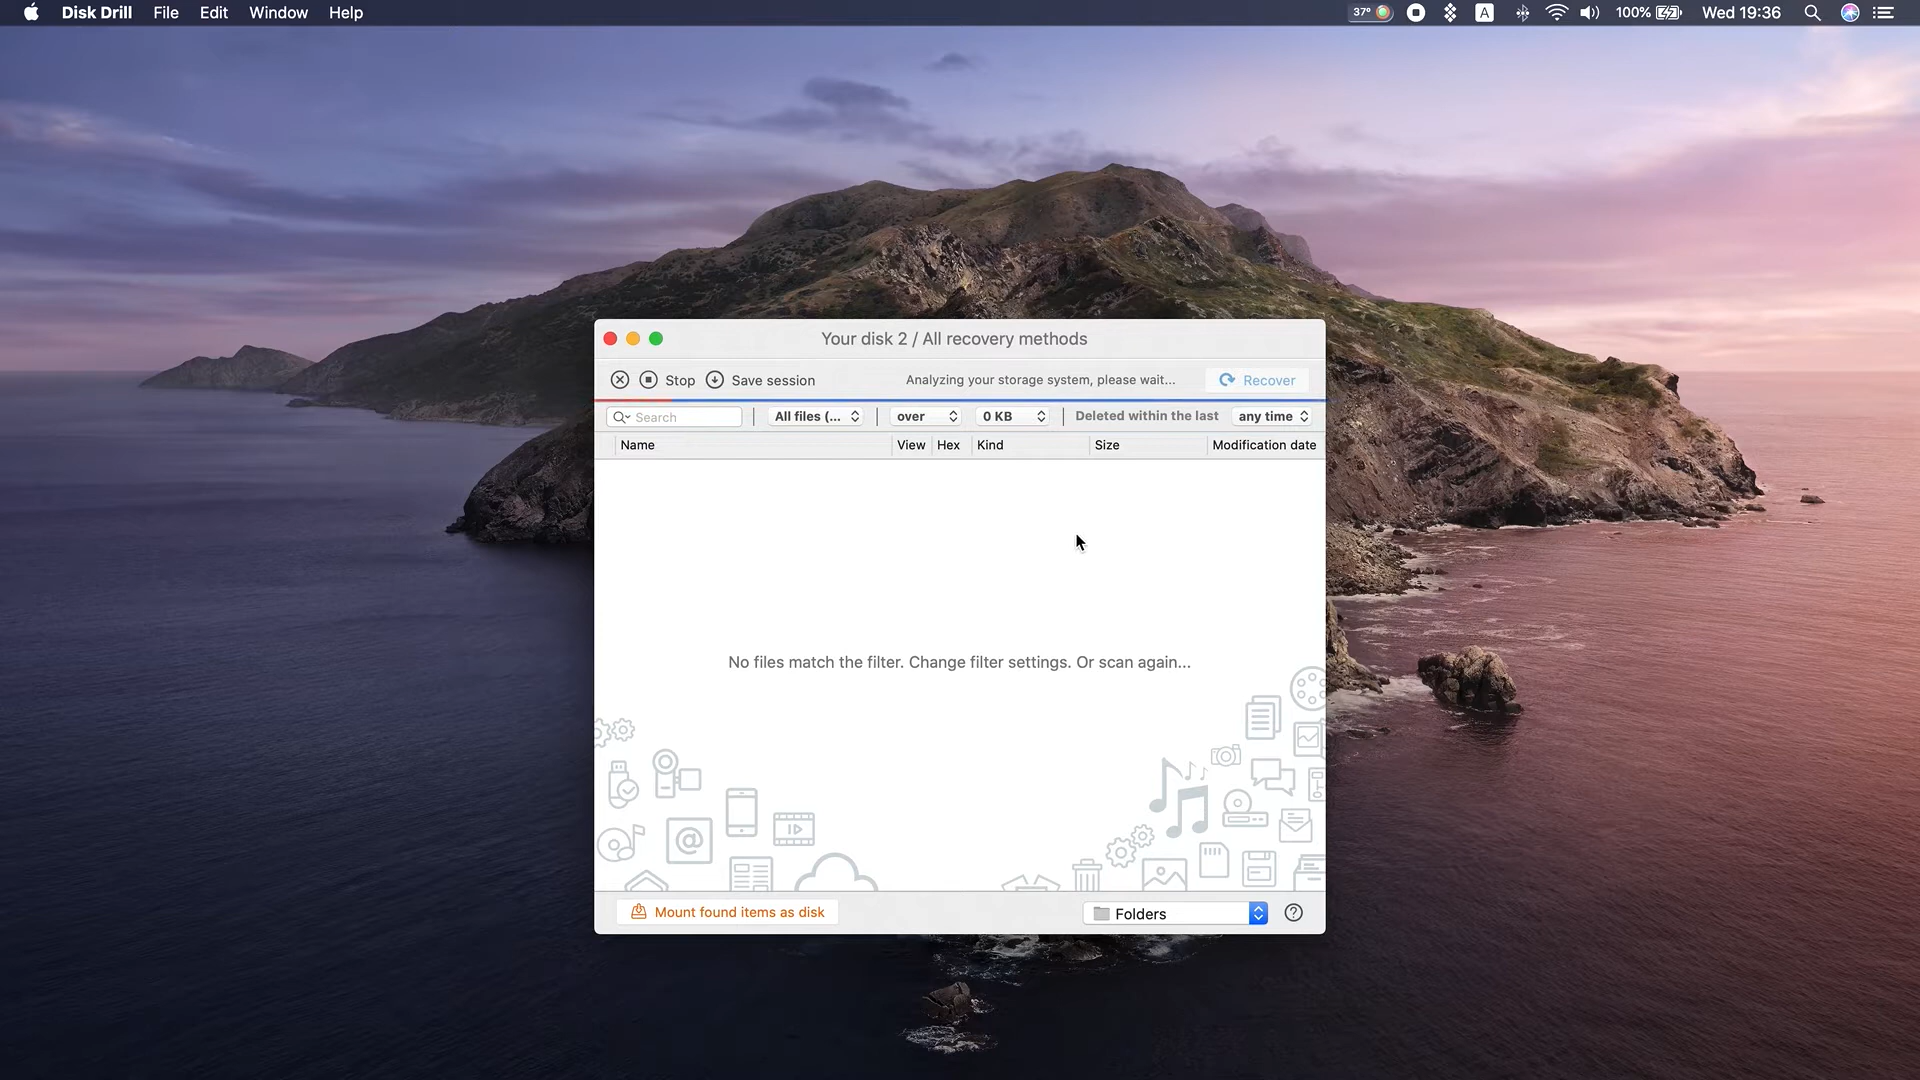 Disk Drill File Edit Window Help 37° A 100% Wed 19:36
Your disk 2 / All recovery methods
Stop Save session Analyzing your storage system, please wait... Recover
Search All files (... over 0 KB Deleted within the last any time
Name View Hex Kind Size Modification date
No files match the filter. Change filter settings. Or scan again...
@
Mount found items as disk Folders ?